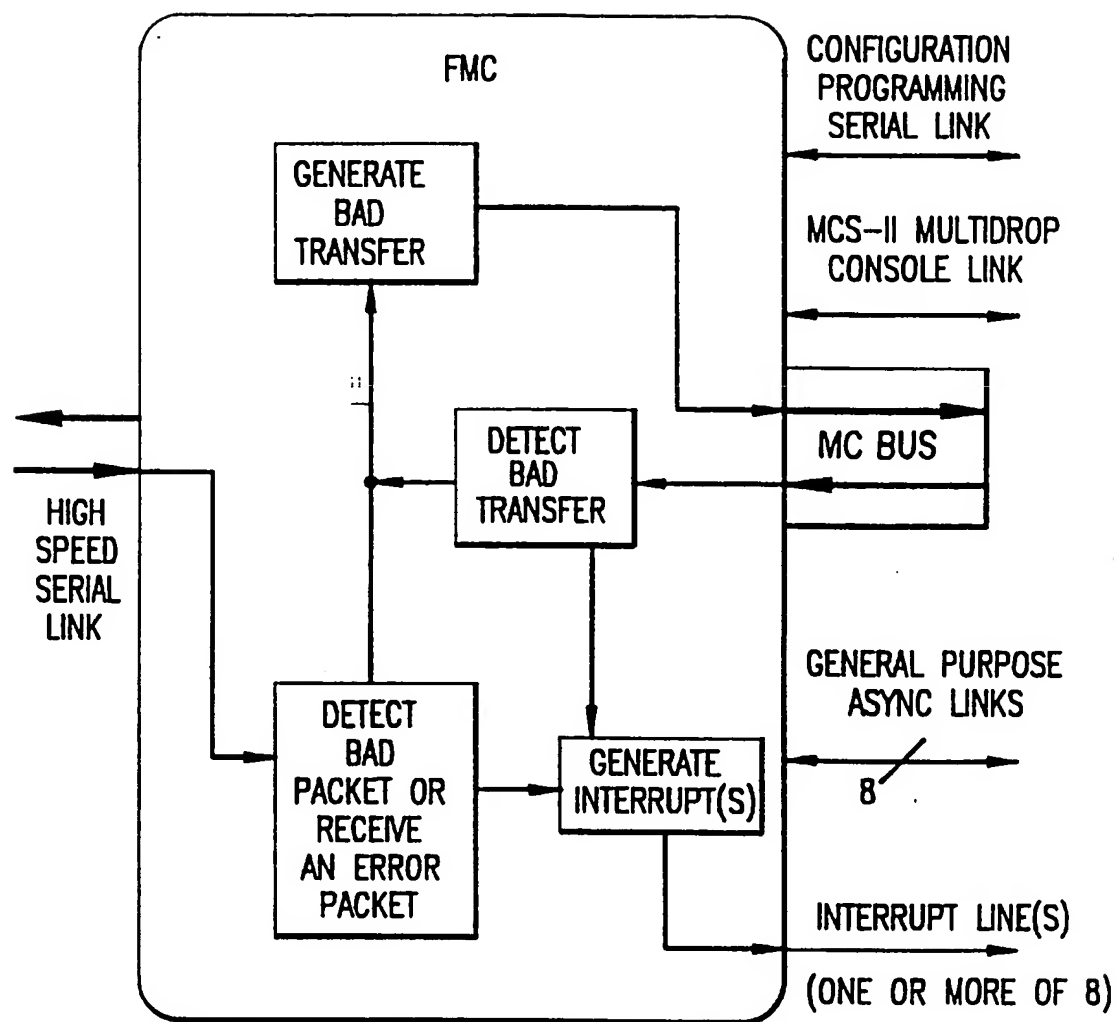 FMC
CONFIGURATION
PROGRAMMING
SERIAL LINK
GENERATE
BAD
TRANSFER
MCS-II MULTIDROP
CONSOLE LINK
DETECT
BAD
TRANSFER
MC BUS
HIGH
SPEED
SERIAL
LINK
DETECT
BAD
PACKET OR
RECEIVE
AN ERROR
PACKET
GENERATE
INTERRUPT(S)
GENERAL PURPOSE
ASYNC LINKS
8
INTERRUPT LINE(S)
(ONE OR MORE OF 8)